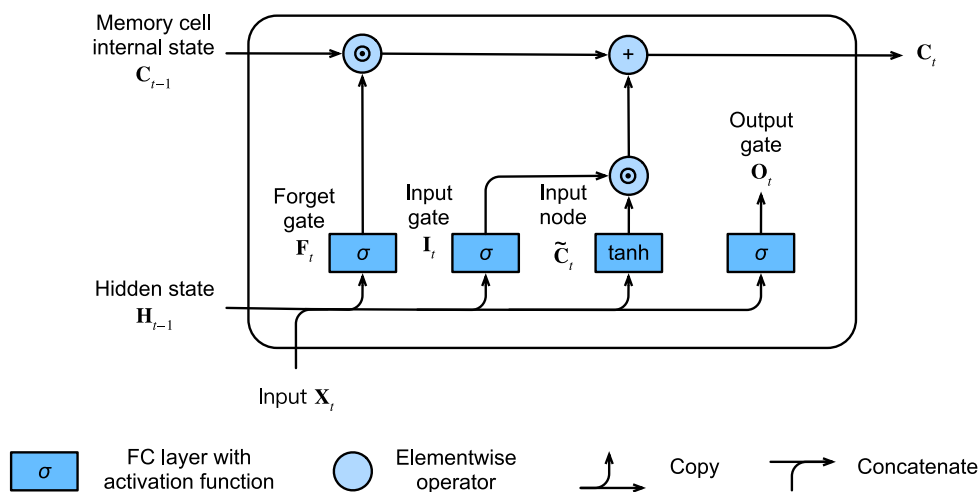 Memory cell
internal state
C_{t−1}
⊙
+
C_t
Output
gate
O_t
⊙
Forget
gate
F_t
Input
gate
I_t
Input
node
C̃_t
σ
σ
tanh
σ
Hidden state
H_{t−1}
Input X_t
σ
FC layer with
activation function
Elementwise
operator
Copy
Concatenate